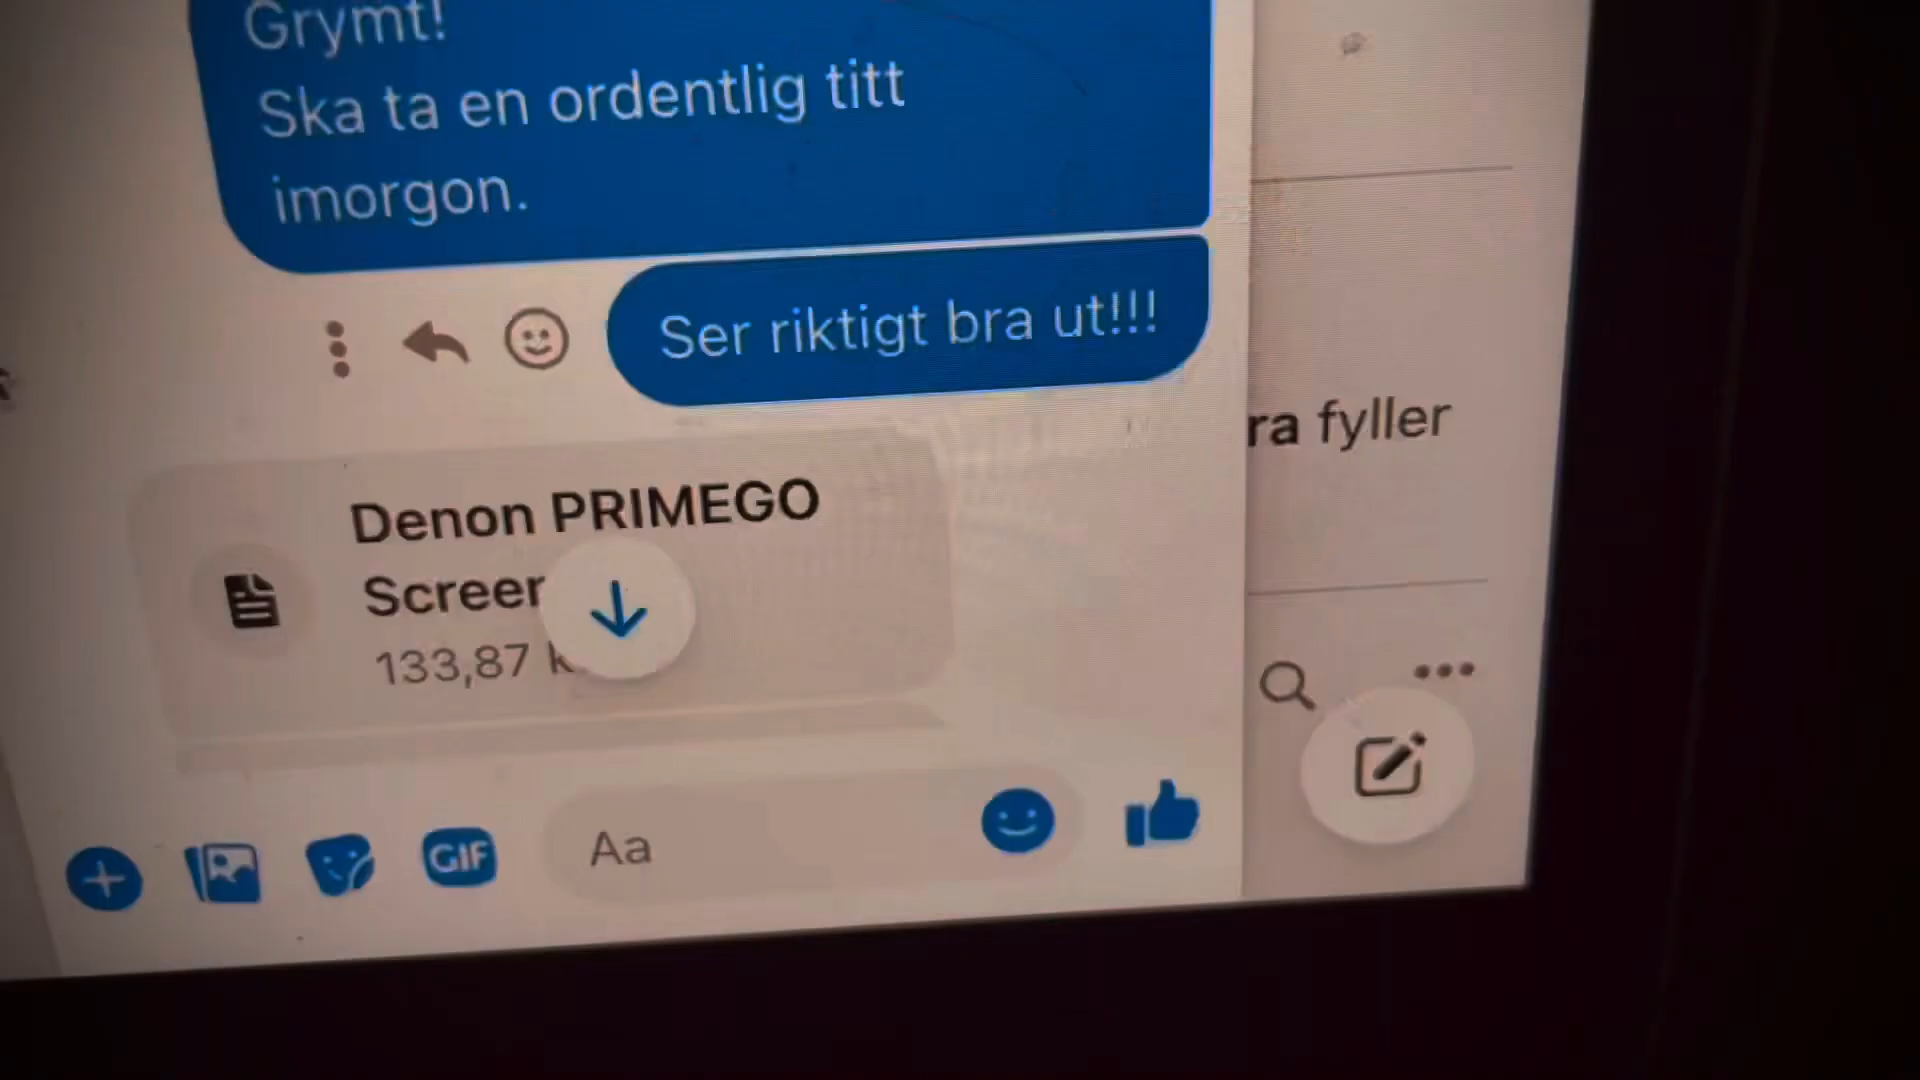 Grymt!
Ska ta en ordentlig titt
imorgon.
Ser riktigt bra ut!!!
ra fyller
Denon PRIMEGO
133,87
Aa
GIF